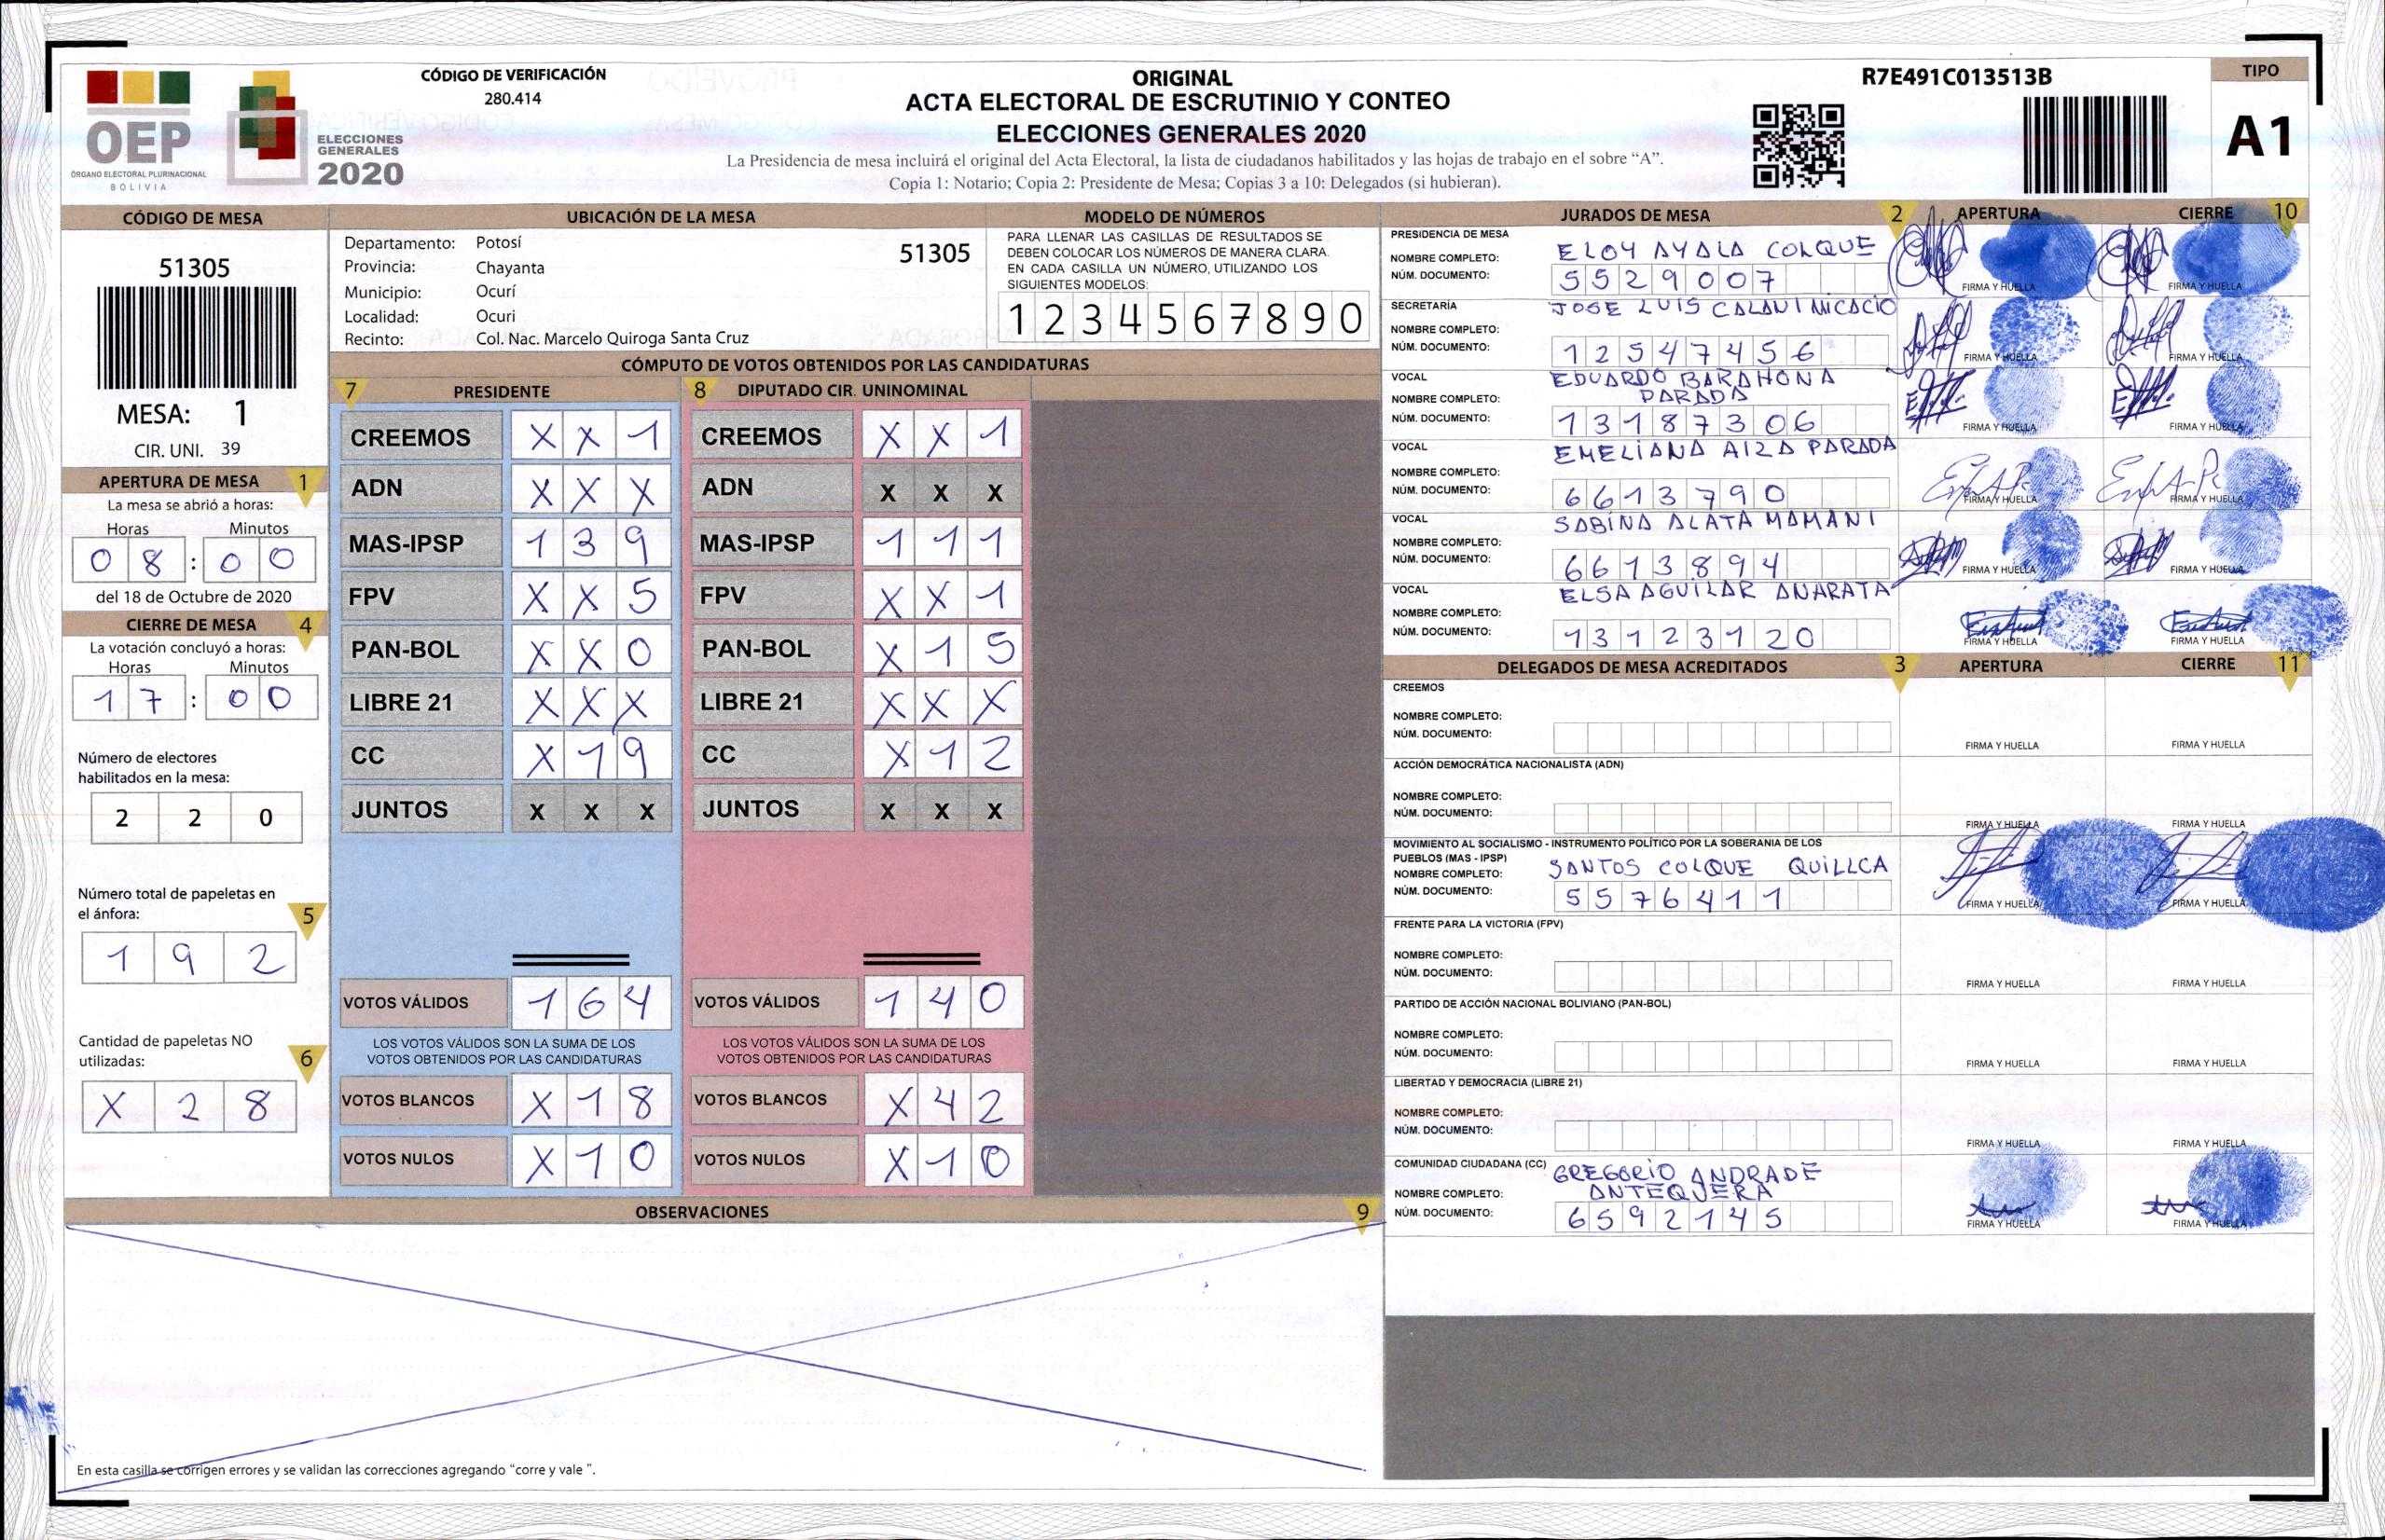 CÓDIGO DE VERIFICACIÓN
280.414
ORIGINAL
ACTA ELECTORAL DE ESCRUTINIO Y CONTEO
ELECCIONES GENERALES 2020
La Presidencia de mesa incluirá el original del Acta Electoral, la lista de ciudadanos habilitados y las hojas de trabajo en el sobre “A”.
Copia 1: Notario; Copia 2: Presidente de Mesa; Copias 3 a 10: Delegados (si hubieran).
R7E491C013513B
TIPO
A1
OEP
ÓRGANO ELECTORAL PLURINACIONAL
BOLIVIA
ELECCIONES
GENERALES
2020
CÓDIGO DE MESA
51305
MESA: 1
CIR. UNI. 39
APERTURA DE MESA 1
La mesa se abrió a horas:
Horas Minutos
0 8 : 0 0
del 18 de Octubre de 2020
CIERRE DE MESA 4
La votación concluyó a horas:
Horas Minutos
1 7 : 0 0
Número de electores
habilitados en la mesa:
2 2 0
Número total de papeletas en
el ánfora: 5
1 9 2
Cantidad de papeletas NO
utilizadas: 6
X 2 8
UBICACIÓN DE LA MESA
Departamento: Potosí 51305
Provincia: Chayanta
Municipio: Ocurí
Localidad: Ocuri
Recinto: Col. Nac. Marcelo Quiroga Santa Cruz
MODELO DE NÚMEROS
PARA LLENAR LAS CASILLAS DE RESULTADOS SE
DEBEN COLOCAR LOS NÚMEROS DE MANERA CLARA.
EN CADA CASILLA UN NÚMERO, UTILIZANDO LOS
SIGUIENTES MODELOS:
1 2 3 4 5 6 7 8 9 0
CÓMPUTO DE VOTOS OBTENIDOS POR LAS CANDIDATURAS
7 PRESIDENTE
CREEMOS X X 1
ADN X X X
MAS-IPSP 1 3 9
FPV X X 5
PAN-BOL X X 0
LIBRE 21 X X X
CC X 1 9
JUNTOS X X X
VOTOS VÁLIDOS 1 6 4
LOS VOTOS VÁLIDOS SON LA SUMA DE LOS
VOTOS OBTENIDOS POR LAS CANDIDATURAS
VOTOS BLANCOS X 1 8
VOTOS NULOS X 1 0
8 DIPUTADO CIR. UNINOMINAL
CREEMOS X X 1
ADN X X X
MAS-IPSP 1 1 1
FPV X X 1
PAN-BOL X 1 5
LIBRE 21 X X X
CC X 1 2
JUNTOS X X X
VOTOS VÁLIDOS 1 4 0
LOS VOTOS VÁLIDOS SON LA SUMA DE LOS
VOTOS OBTENIDOS POR LAS CANDIDATURAS
VOTOS BLANCOS X 4 2
VOTOS NULOS X 1 0
OBSERVACIONES 9
En esta casilla se corrigen errores y se validan las correcciones agregando “corre y vale ”.
JURADOS DE MESA 2 APERTURA CIERRE 10
PRESIDENCIA DE MESA
NOMBRE COMPLETO: ELOY AYALA COLQUE
NÚM. DOCUMENTO: 5529007
FIRMA Y HUELLA FIRMA Y HUELLA
SECRETARÍA
NOMBRE COMPLETO: JOSE LUIS CALANI MICACIO
NÚM. DOCUMENTO: 12547456
FIRMA Y HUELLA FIRMA Y HUELLA
VOCAL
NOMBRE COMPLETO: EDUARDO BARAHONA
PARADA
NÚM. DOCUMENTO: 13187306
FIRMA Y HUELLA FIRMA Y HUELLA
VOCAL
NOMBRE COMPLETO: EMELIANA AIZA PARADA
NÚM. DOCUMENTO: 6613790
FIRMA Y HUELLA FIRMA Y HUELLA
VOCAL
NOMBRE COMPLETO: SABINA ALATA MAMANI
NÚM. DOCUMENTO: 6613894
FIRMA Y HUELLA FIRMA Y HUELLA
VOCAL
NOMBRE COMPLETO: ELSA AGUILAR ANARATA
NÚM. DOCUMENTO: 13123120
FIRMA Y HUELLA FIRMA Y HUELLA
DELEGADOS DE MESA ACREDITADOS 3 APERTURA CIERRE 11
CREEMOS
NOMBRE COMPLETO:
NÚM. DOCUMENTO:
FIRMA Y HUELLA FIRMA Y HUELLA
ACCIÓN DEMOCRÁTICA NACIONALISTA (ADN)
NOMBRE COMPLETO:
NÚM. DOCUMENTO:
FIRMA Y HUELLA FIRMA Y HUELLA
MOVIMIENTO AL SOCIALISMO - INSTRUMENTO POLÍTICO POR LA SOBERANIA DE LOS
PUEBLOS (MAS - IPSP)
NOMBRE COMPLETO: SANTOS COLQUE QUILLCA
NÚM. DOCUMENTO: 5576411
FIRMA Y HUELLA FIRMA Y HUELLA
FRENTE PARA LA VICTORIA (FPV)
NOMBRE COMPLETO:
NÚM. DOCUMENTO:
FIRMA Y HUELLA FIRMA Y HUELLA
PARTIDO DE ACCIÓN NACIONAL BOLIVIANO (PAN-BOL)
NOMBRE COMPLETO:
NÚM. DOCUMENTO:
FIRMA Y HUELLA FIRMA Y HUELLA
LIBERTAD Y DEMOCRACIA (LIBRE 21)
NOMBRE COMPLETO:
NÚM. DOCUMENTO:
FIRMA Y HUELLA FIRMA Y HUELLA
COMUNIDAD CIUDADANA (CC)
NOMBRE COMPLETO: GREGORIO ANDRADE
ANTEQUERA
NÚM. DOCUMENTO: 6592145
FIRMA Y HUELLA FIRMA Y HUELLA